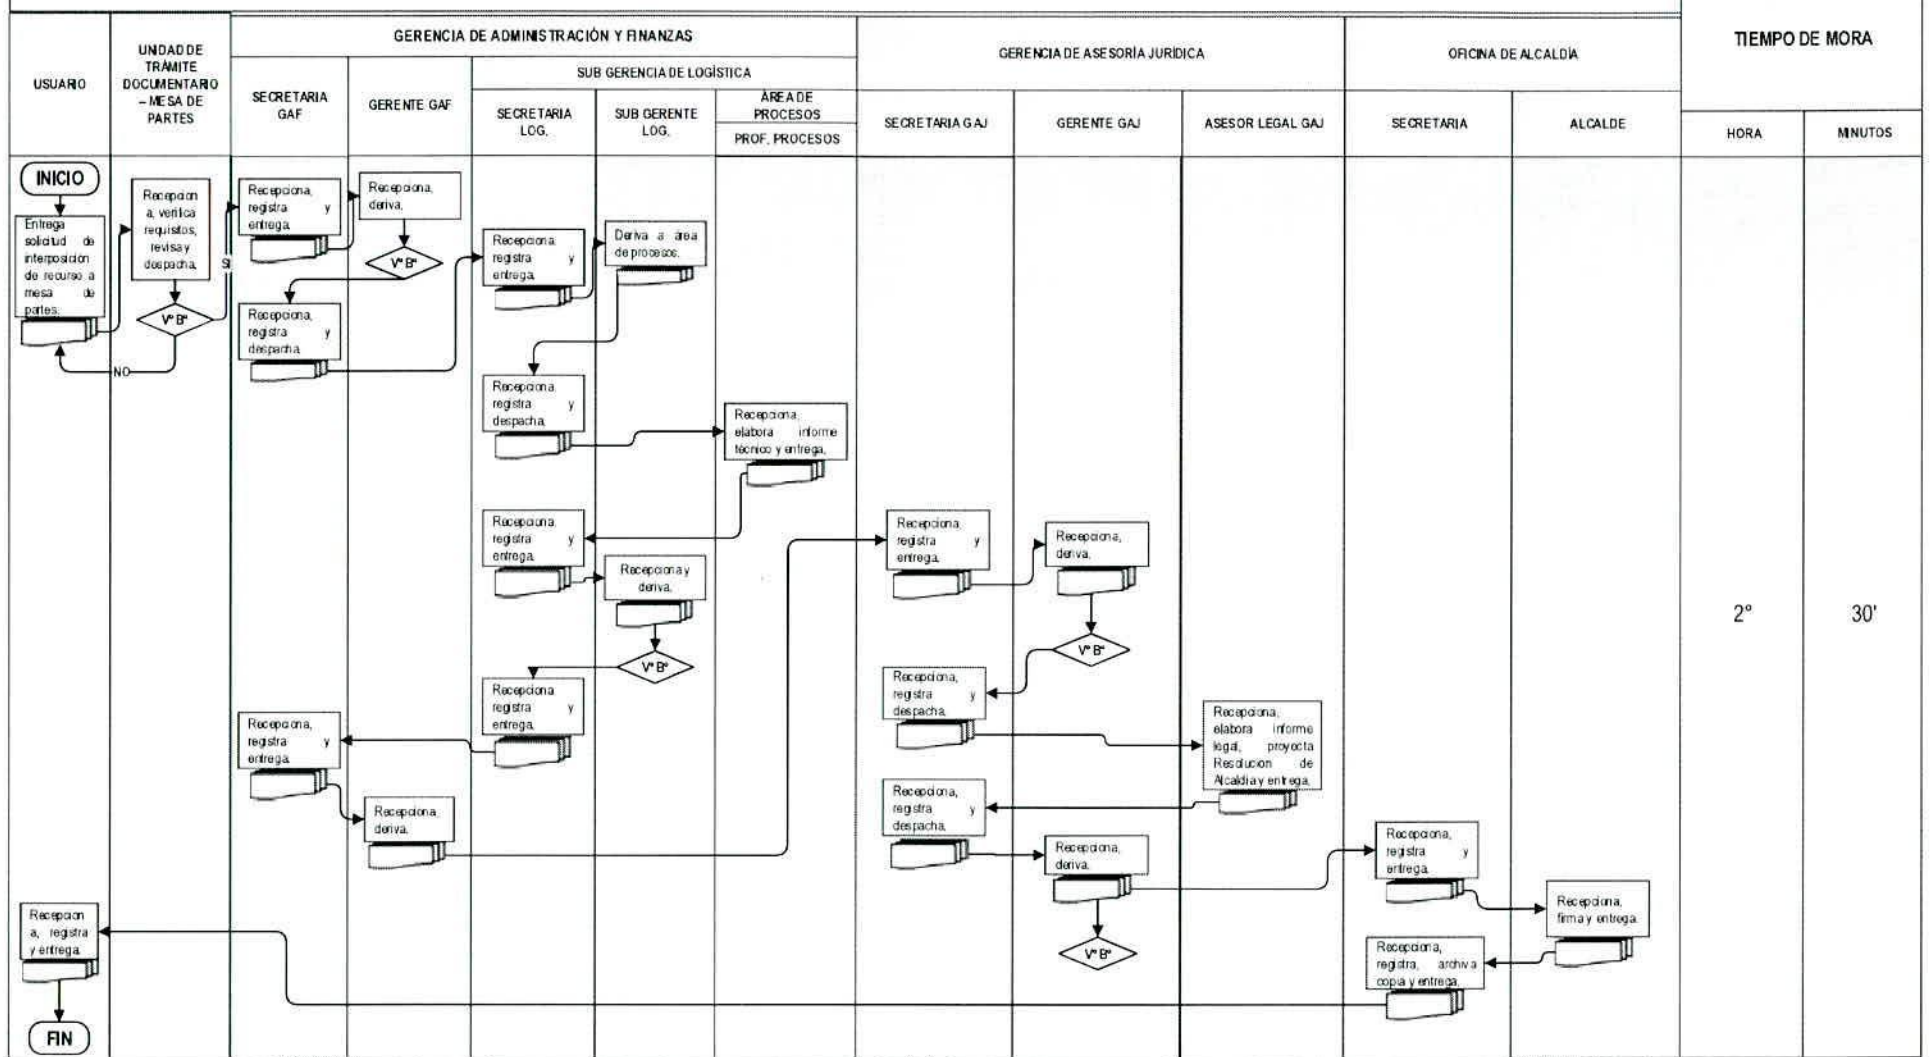 GERENCIA DE ADMINISTRACIÓN Y FINANZAS
GERENCIA DE ASESORÍA JURÍDICA
OFICINA DE ALCALDÍA
TIEMPO DE MORA
USUARIO
UNIDAD DE
TRÁMITE
DOCUMENTARIO
– MESA DE
PARTES
SECRETARIA
GAF
GERENTE GAF
SUB GERENCIA DE LOGÍSTICA
SECRETARIA
LOG.
SUB GERENTE
LOG.
ÁREA DE
PROCESOS
PROF. PROCESOS
SECRETARIA GAJ
GERENTE GAJ
ASESOR LEGAL GAJ
SECRETARIA
ALCALDE
HORA
MINUTOS
INICIO
Entrega
solicitud de
interposición
de recurso a
mesa de
partes.
Recepcion
a, verifica
requistos,
revisa y
despacha.
V° B°
SI
NO
Recepciona,
registra y
entrega.
Recepciona,
deriva.
V° B°
Recepciona,
registra y
despacha.
Recepciona
registra y
entrega.
Deriva a área
de procesos.
Recepciona,
registra y
despacha.
Recepciona,
elabora informe
técnico y entrega.
Recepciona,
registra y
entrega.
Recepciona y
deriva.
V° B°
Recepciona
registra y
entrega.
Recepciona,
registra y
entrega.
Recepciona,
deriva.
Recepciona,
registra y
entrega.
Recepciona,
deriva.
V° B°
Recepciona,
registra y
despacha.
Recepciona,
elabora informe
legal, proyecta
Resolución de
Alcaldía y entrega.
Recepciona,
registra y
despacha.
Recepciona,
deriva.
V° B°
Recepciona,
registra y
entrega.
Recepciona,
firma y entrega.
Recepciona,
registra, archiva
copia y entrega.
Recepcion
a, registra
y entrega.
FIN
2°
30'